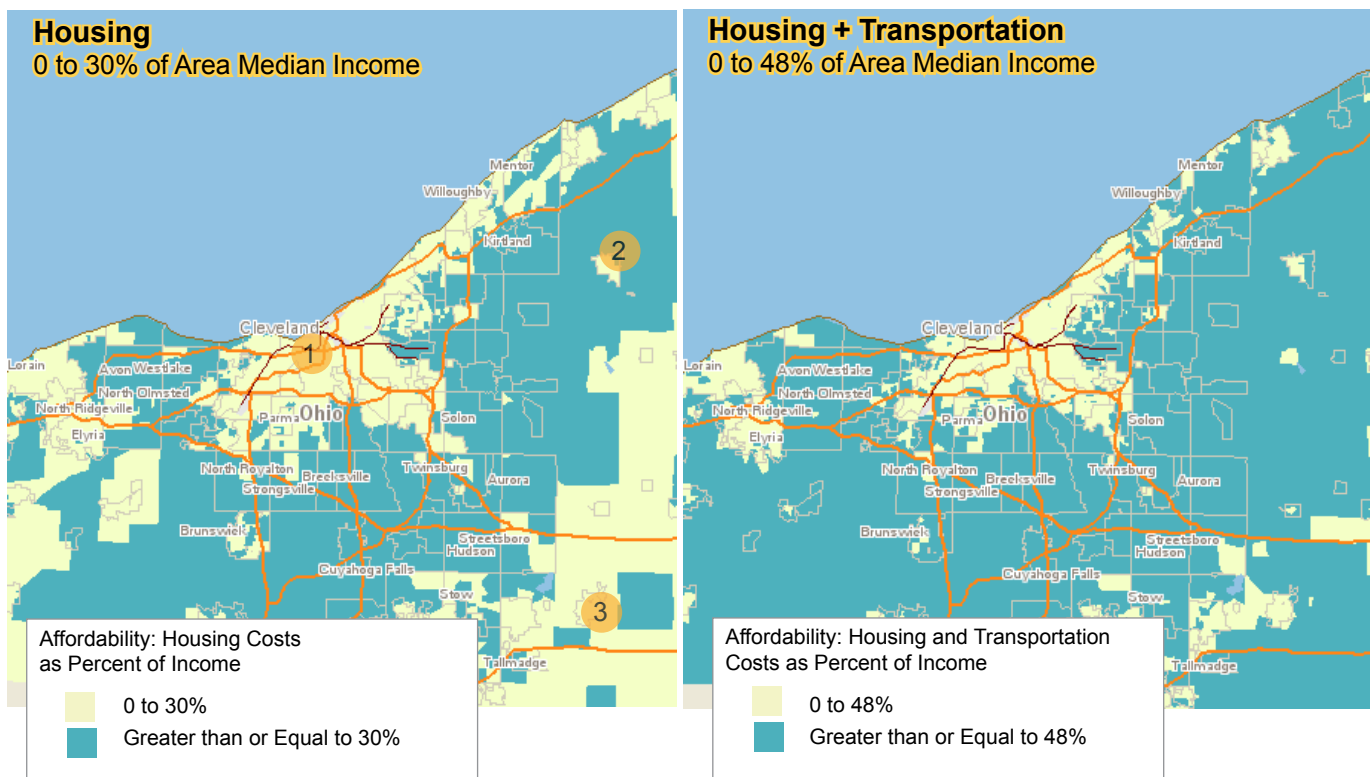 Housing
0 to 30% of Area Median Income
Mentor
Willoughby
Kirtland
2
Cleveland
1
Lorain
Avon Westlake
North Olmsted
North Ridgeville
Parma Ohio
Solon
Elyria
North Royalton
Twinsburg
Breeksville
Strongsville
Aurora
Brunswick
Streetsboro
Hudson
Cuyahoga Falls
Stow
3
Tallmadge
Affordability: Housing Costs
as Percent of Income
0 to 30%
Greater than or Equal to 30%
Housing + Transportation
0 to 48% of Area Median Income
Mentor
Willoughby
Kirtland
Cleveland
Lorain
Avon Westlake
North Olmsted
North Ridgeville
Parma Ohio
Solon
Elyria
North Royalton
Twinsburg
Breeksville
Strongsville
Aurora
Brunswick
Streetsboro
Hudson
Cuyahoga Falls
Stow
Tallmadge
Affordability: Housing and Transportation
Costs as Percent of Income
0 to 48%
Greater than or Equal to 48%